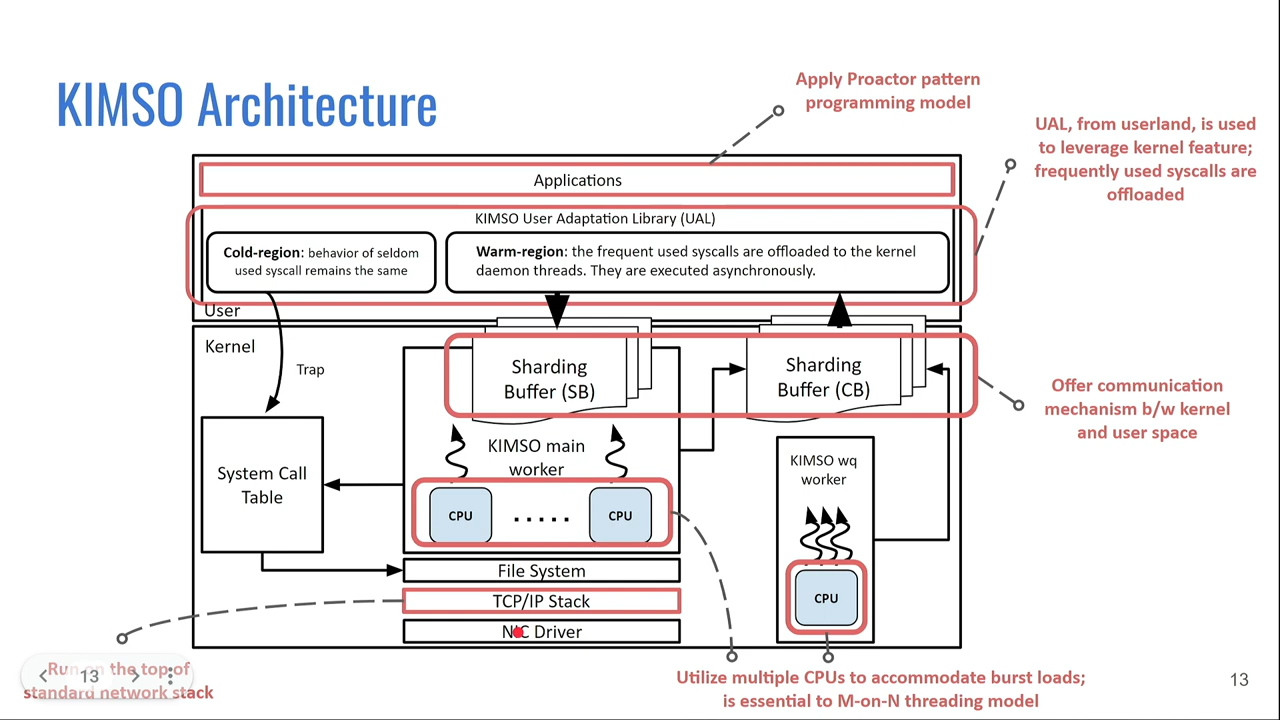 KIMSO Architecture
Apply Proactor pattern
programming model
UAL, from userland, is used
to leverage kernel feature;
frequently used syscalls are
offloaded
Applications
KIMSO User Adaptation Library (UAL)
Cold-region: behavior of seldom
used syscall remains the same
Warm-region: the frequent used syscalls are offloaded to the kernel
daemon threads. They are executed asynchronously.
User
Kernel
Trap
Sharding
Buffer (SB)
Sharding
Buffer (CB)
Offer communication
mechanism b/w kernel
and user space
System Call
Table
KIMSO main
worker
CPU
.....
CPU
KIMSO wq
worker
CPU
File System
TCP/IP Stack
NIC Driver
Run on the top of
standard network stack
13
Utilize multiple CPUs to accommodate burst loads;
is essential to M-on-N threading model
13